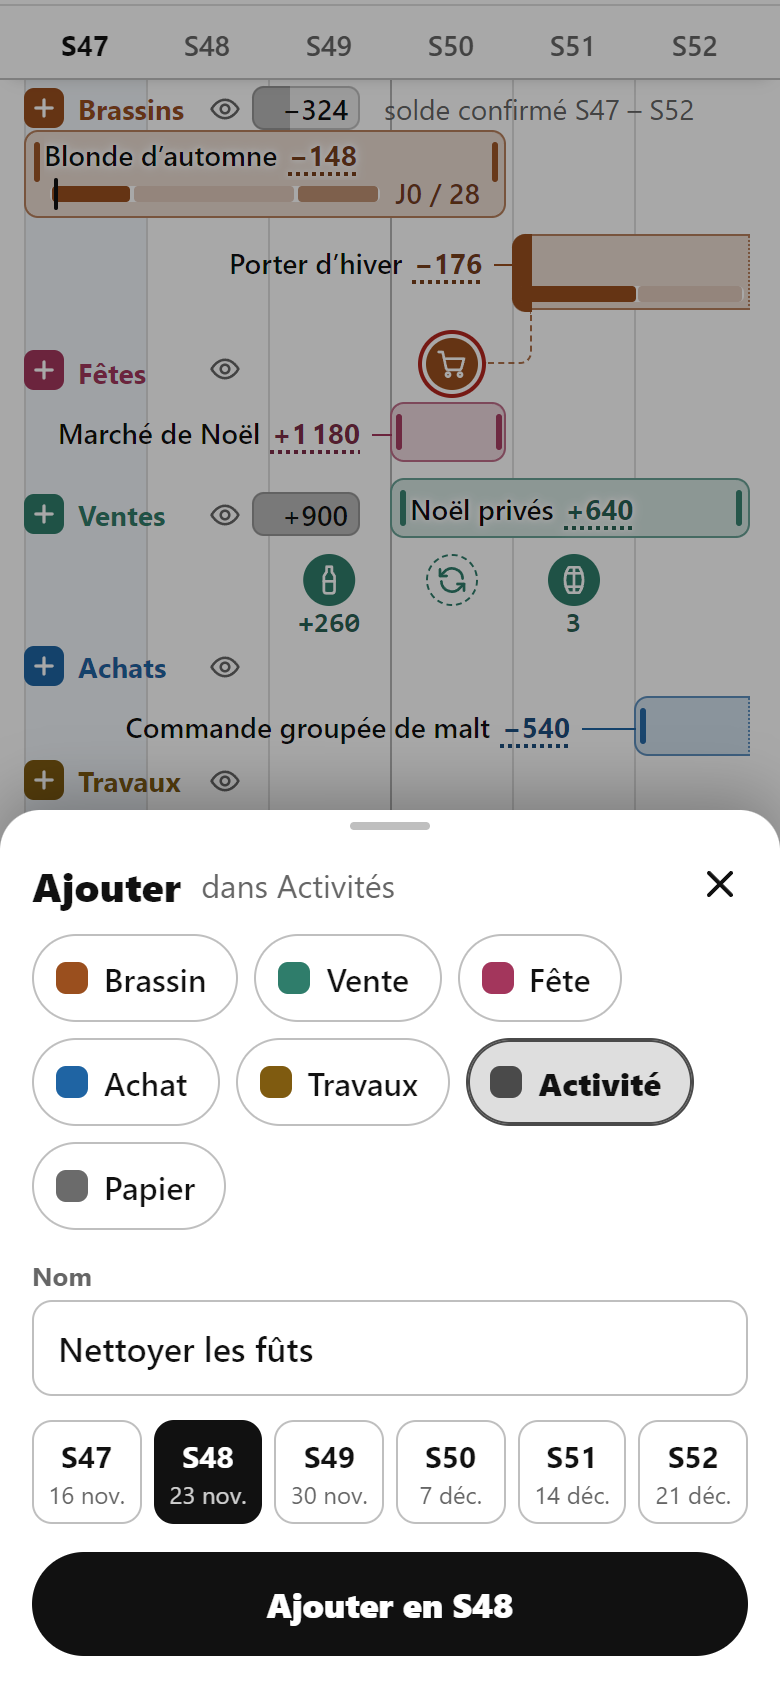 S47 S48 S49 S50 S51 S52
Brassins −324 solde confirmé S47 – S52
Blonde d’automne −148
J0 / 28
Porter d’hiver −176
Fêtes
Marché de Noël +1 180
Ventes +900 Noël privés +640
+260 3
Achats
Commande groupée de malt −540
Travaux
Ajouter dans Activités
Brassin Vente Fête
Achat Travaux Activité
Papier
Nom
Nettoyer les fûts
S47 S48 S49 S50 S51 S52
16 nov. 23 nov. 30 nov. 7 déc. 14 déc. 21 déc.
Ajouter en S48